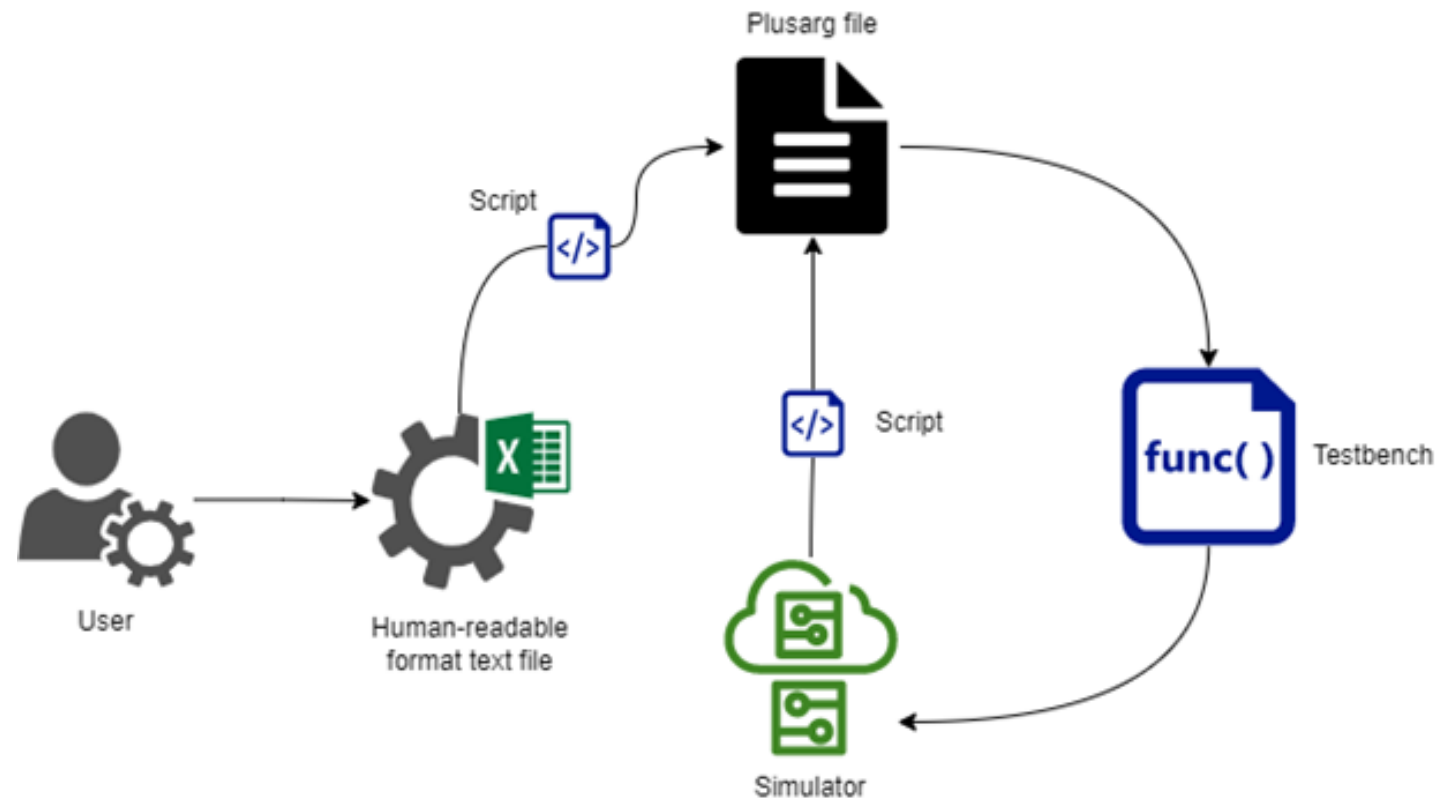 Plusarg file
Script
</>
</>
Script
func( )
Testbench
X
User
Human-readable
format text file
Simulator